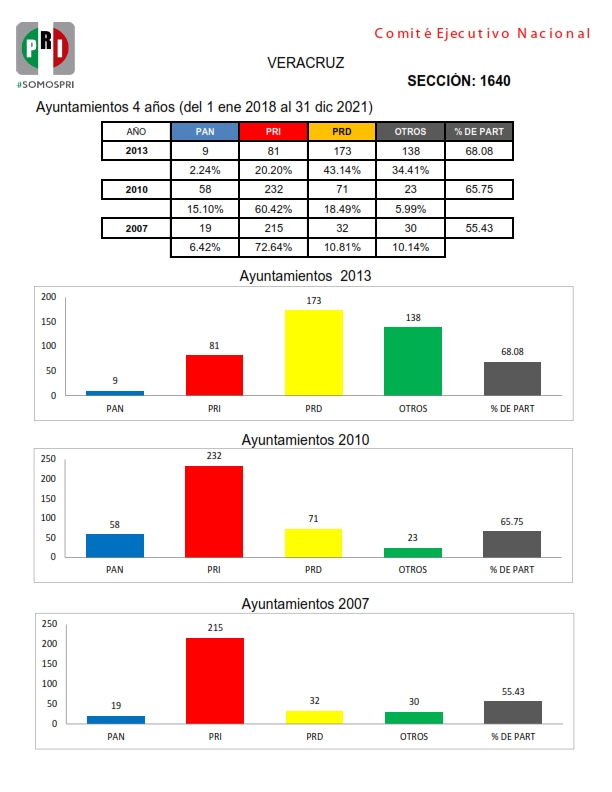 Comité Ejecutivo Nacional
PRI
#SOMOSPRI
VERACRUZ
SECCIÓN: 1640
Ayuntamientos 4 años (del 1 ene 2018 al 31 dic 2021)
AÑO PAN PRI PRD OTROS % DE PART
2013 9 81 173 138 68.08
2.24% 20.20% 43.14% 34.41%
2010 58 232 71 23 65.75
15.10% 60.42% 18.49% 5.99%
2007 19 215 32 30 55.43
6.42% 72.64% 10.81% 10.14%
Ayuntamientos 2013
200
150
100
50
0
9 81 173 138 68.08
PAN PRI PRD OTROS % DE PART
Ayuntamientos 2010
250
200
150
100
50
0
58 232 71 23 65.75
PAN PRI PRD OTROS % DE PART
Ayuntamientos 2007
250
200
150
100
50
0
19 215 32 30 55.43
PAN PRI PRD OTROS % DE PART